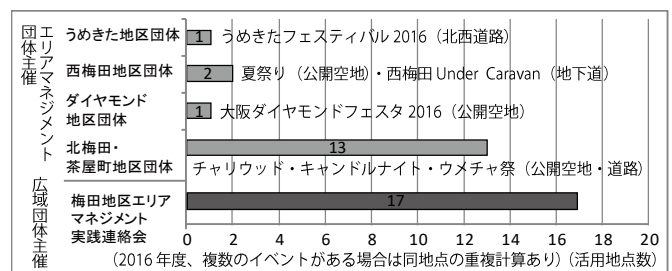 エリアマネジメント
団体主催
うめきた地区団体
1
うめきたフェスティバル 2016（北西道路）
西梅田地区団体
2
夏祭り（公開空地）・西梅田 Under Caravan（地下道）
ダイヤモンド
地区団体
1
大阪ダイヤモンドフェスタ 2016（公開空地）
北梅田・
茶屋町地区団体
13
チャリウッド・キャンドルナイト・ウメチャ祭（公開空地・道路）
広域団体主催
梅田地区エリア
マネジメント
実践連絡会
17
0 2 4 6 8 10 12 14 16 18 20
（2016 年度、複数のイベントがある場合は同地点の重複計算あり）（活用地点数）